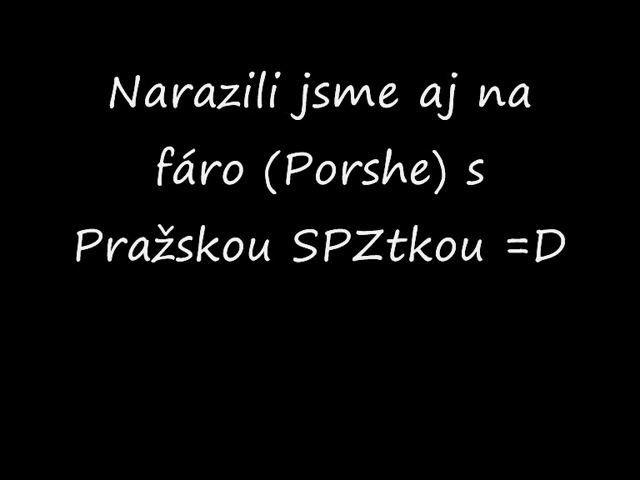 Narazili jsme aj na
fáro (Porshe) s
Pražskou SPZtkou =D